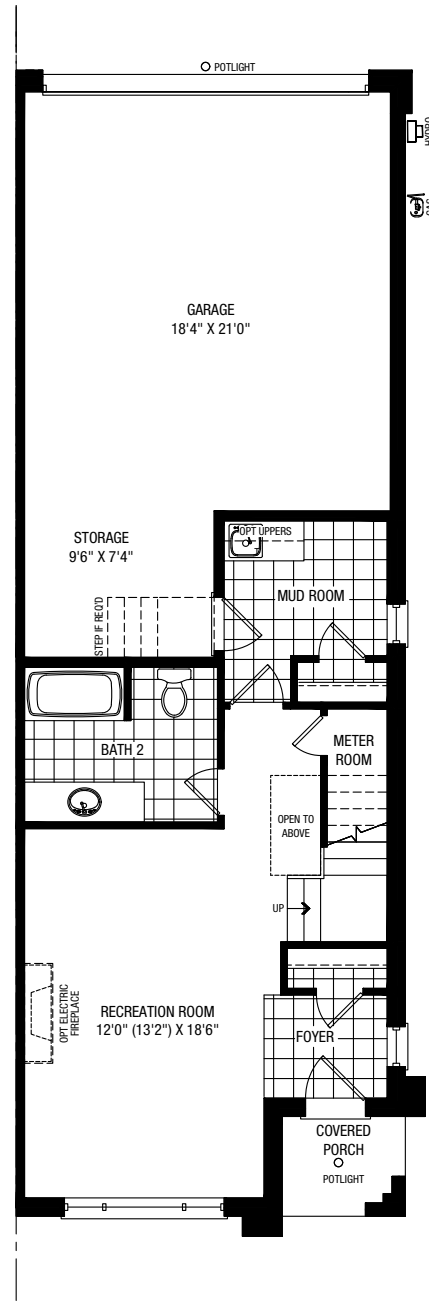 POTLIGHT
HYDRO
GAS
GARAGE
18'4" X 21'0"
STORAGE
9'6" X 7'4"
OPT UPPERS
MUD ROOM
STEP IF REQ'D
BATH 2
METER
ROOM
OPEN TO
ABOVE
UP
OPT ELECTRIC
FIREPLACE
RECREATION ROOM
12'0" (13'2") X 18'6"
FOYER
COVERED
PORCH
POTLIGHT